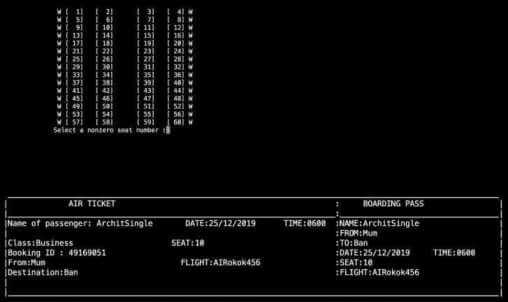 W [ 1] [ 2] [ 3] [ 4] W
W [ 5] [ 6] [ 7] [ 8] W
W [ 9] [ 10] [ 11] [ 12] W
W [ 13] [ 14] [ 15] [ 16] W
W [ 17] [ 18] [ 19] [ 20] W
W [ 21] [ 22] [ 23] [ 24] W
W [ 25] [ 26] [ 27] [ 28] W
W [ 29] [ 30] [ 31] [ 32] W
W [ 33] [ 34] [ 35] [ 36] W
W [ 37] [ 38] [ 39] [ 40] W
W [ 41] [ 42] [ 43] [ 44] W
W [ 45] [ 46] [ 47] [ 48] W
W [ 49] [ 50] [ 51] [ 52] W
W [ 53] [ 54] [ 55] [ 56] W
W [ 57] [ 58] [ 59] [ 60] W
Select a nonzero seat number :
AIR TICKET : BOARDING PASS
Name of passenger: ArchitSingle DATE:25/12/2019 TIME:0600 :NAME:ArchitSingle
:FROM:Mum
Class:Business SEAT:10 :TO:Ban
Booking ID : 49169051 :DATE:25/12/2019 TIME:0600
From:Mum FLIGHT:AIRokok456 :SEAT:10
Destination:Ban :FLIGHT:AIRokok456